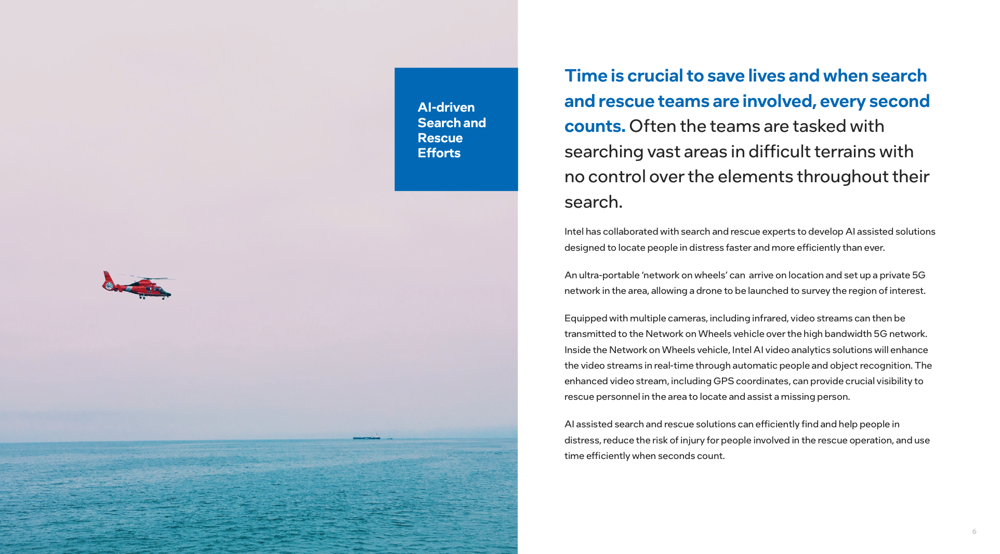 AI-driven
Search and
Rescue
Efforts
Time is crucial to save lives and when search
and rescue teams are involved, every second
counts. Often the teams are tasked with
searching vast areas in difficult terrains with
no control over the elements throughout their
search.
Intel has collaborated with search and rescue experts to develop AI assisted solutions
designed to locate people in distress faster and more efficiently than ever.
An ultra-portable ‘network on wheels’ can  arrive on location and set up a private 5G
network in the area, allowing a drone to be launched to survey the region of interest.
Equipped with multiple cameras, including infrared, video streams can then be
transmitted to the Network on Wheels vehicle over the high bandwidth 5G network.
Inside the Network on Wheels vehicle, Intel AI video analytics solutions will enhance
the video streams in real-time through automatic people and object recognition. The
enhanced video stream, including GPS coordinates, can provide crucial visibility to
rescue personnel in the area to locate and assist a missing person.
AI assisted search and rescue solutions can efficiently find and help people in
distress, reduce the risk of injury for people involved in the rescue operation, and use
time efficiently when seconds count.
6